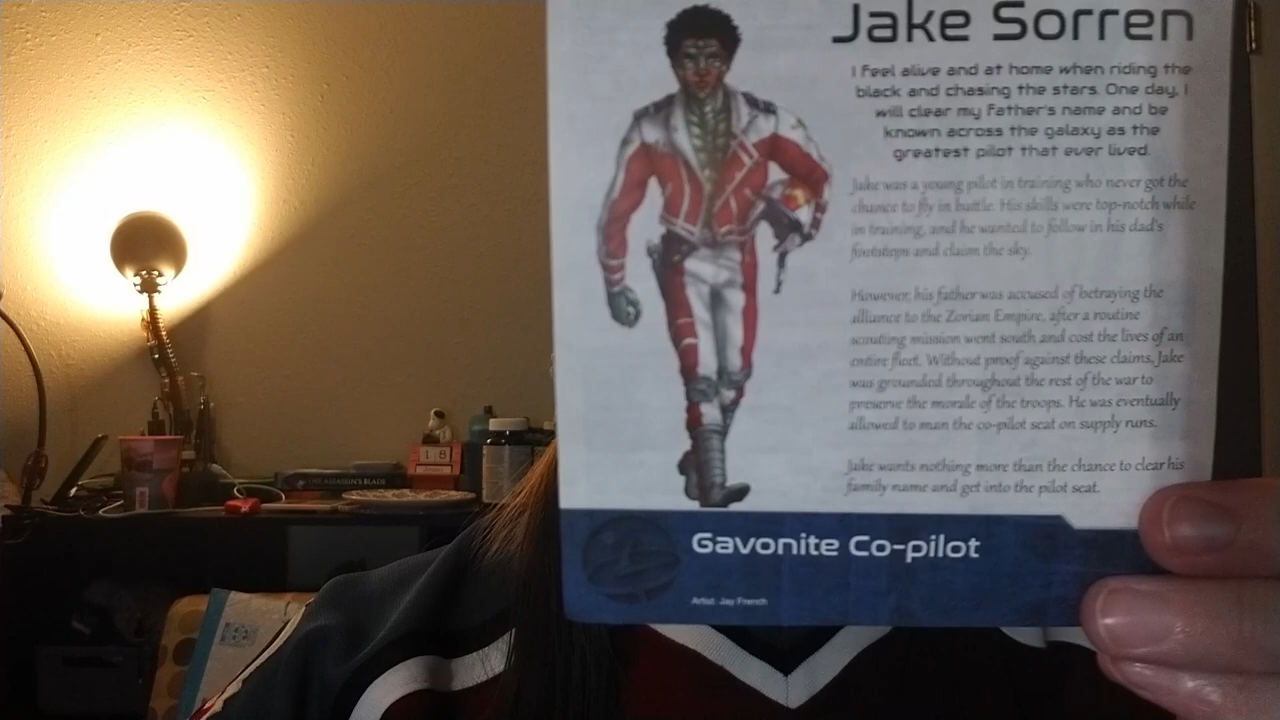 Jake Sorren
I feel alive and at home when riding the
black and chasing the stars. One day, I
will clear my father's name and be
known across the galaxy as the
greatest pilot that ever lived.
Jake was a young pilot in training who never got the
chance to fly in battle. His skills were top-notch while
in training, and he wanted to follow in his dad's
footsteps and claim the sky.
However, his father was accused of betraying the
alliance to the Zorian Empire, after a routine
scouting mission went south and cost the lives of an
entire fleet. Without proof against these claims, Jake
was grounded throughout the rest of the war to
preserve the morale of the troops. He was eventually
allowed to man the co-pilot seat on supply runs.
Jake wants nothing more than the chance to clear his
family name and get into the pilot seat.
Gavonite Co-pilot
Artist: Jay French
THE ASSASSIN'S BLADE
18